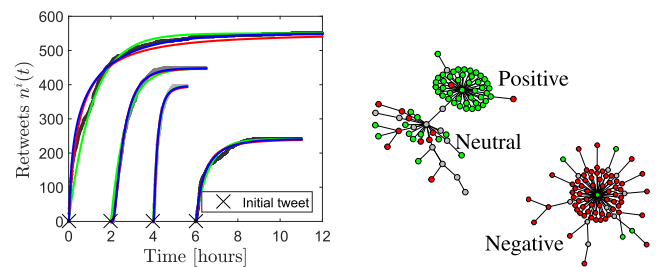 600
500
400
300
200
100
0
Retweets n^i(t)
0 2 4 6 8 10 12
Time [hours]
Initial tweet
Positive
Neutral
Negative